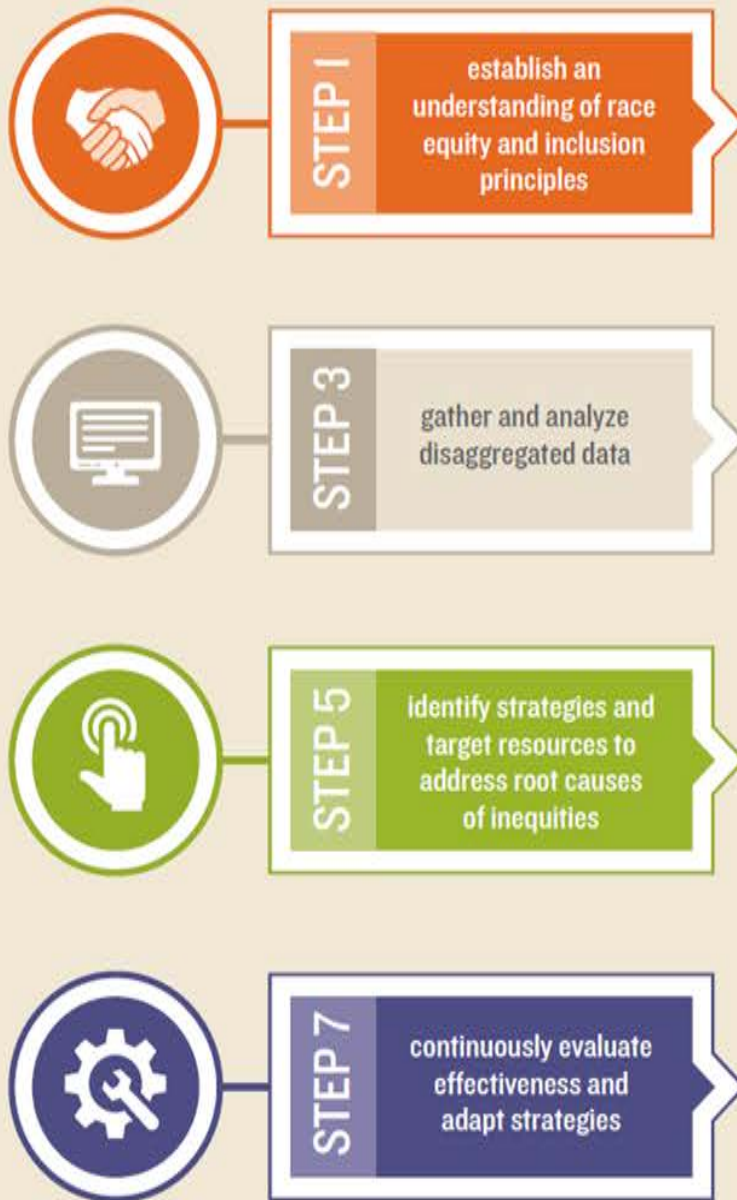 STEP 1
establish an
understanding of race
equity and inclusion
principles
STEP 3
gather and analyze
disaggregated data
STEP 5
identify strategies and
target resources to
address root causes
of inequities
STEP 7
continuously evaluate
effectiveness and
adapt strategies